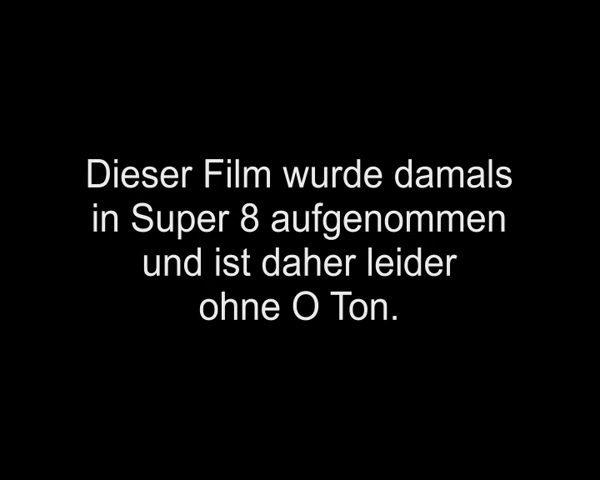 Dieser Film wurde damals
in Super 8 aufgenommen
und ist daher leider
ohne O Ton.